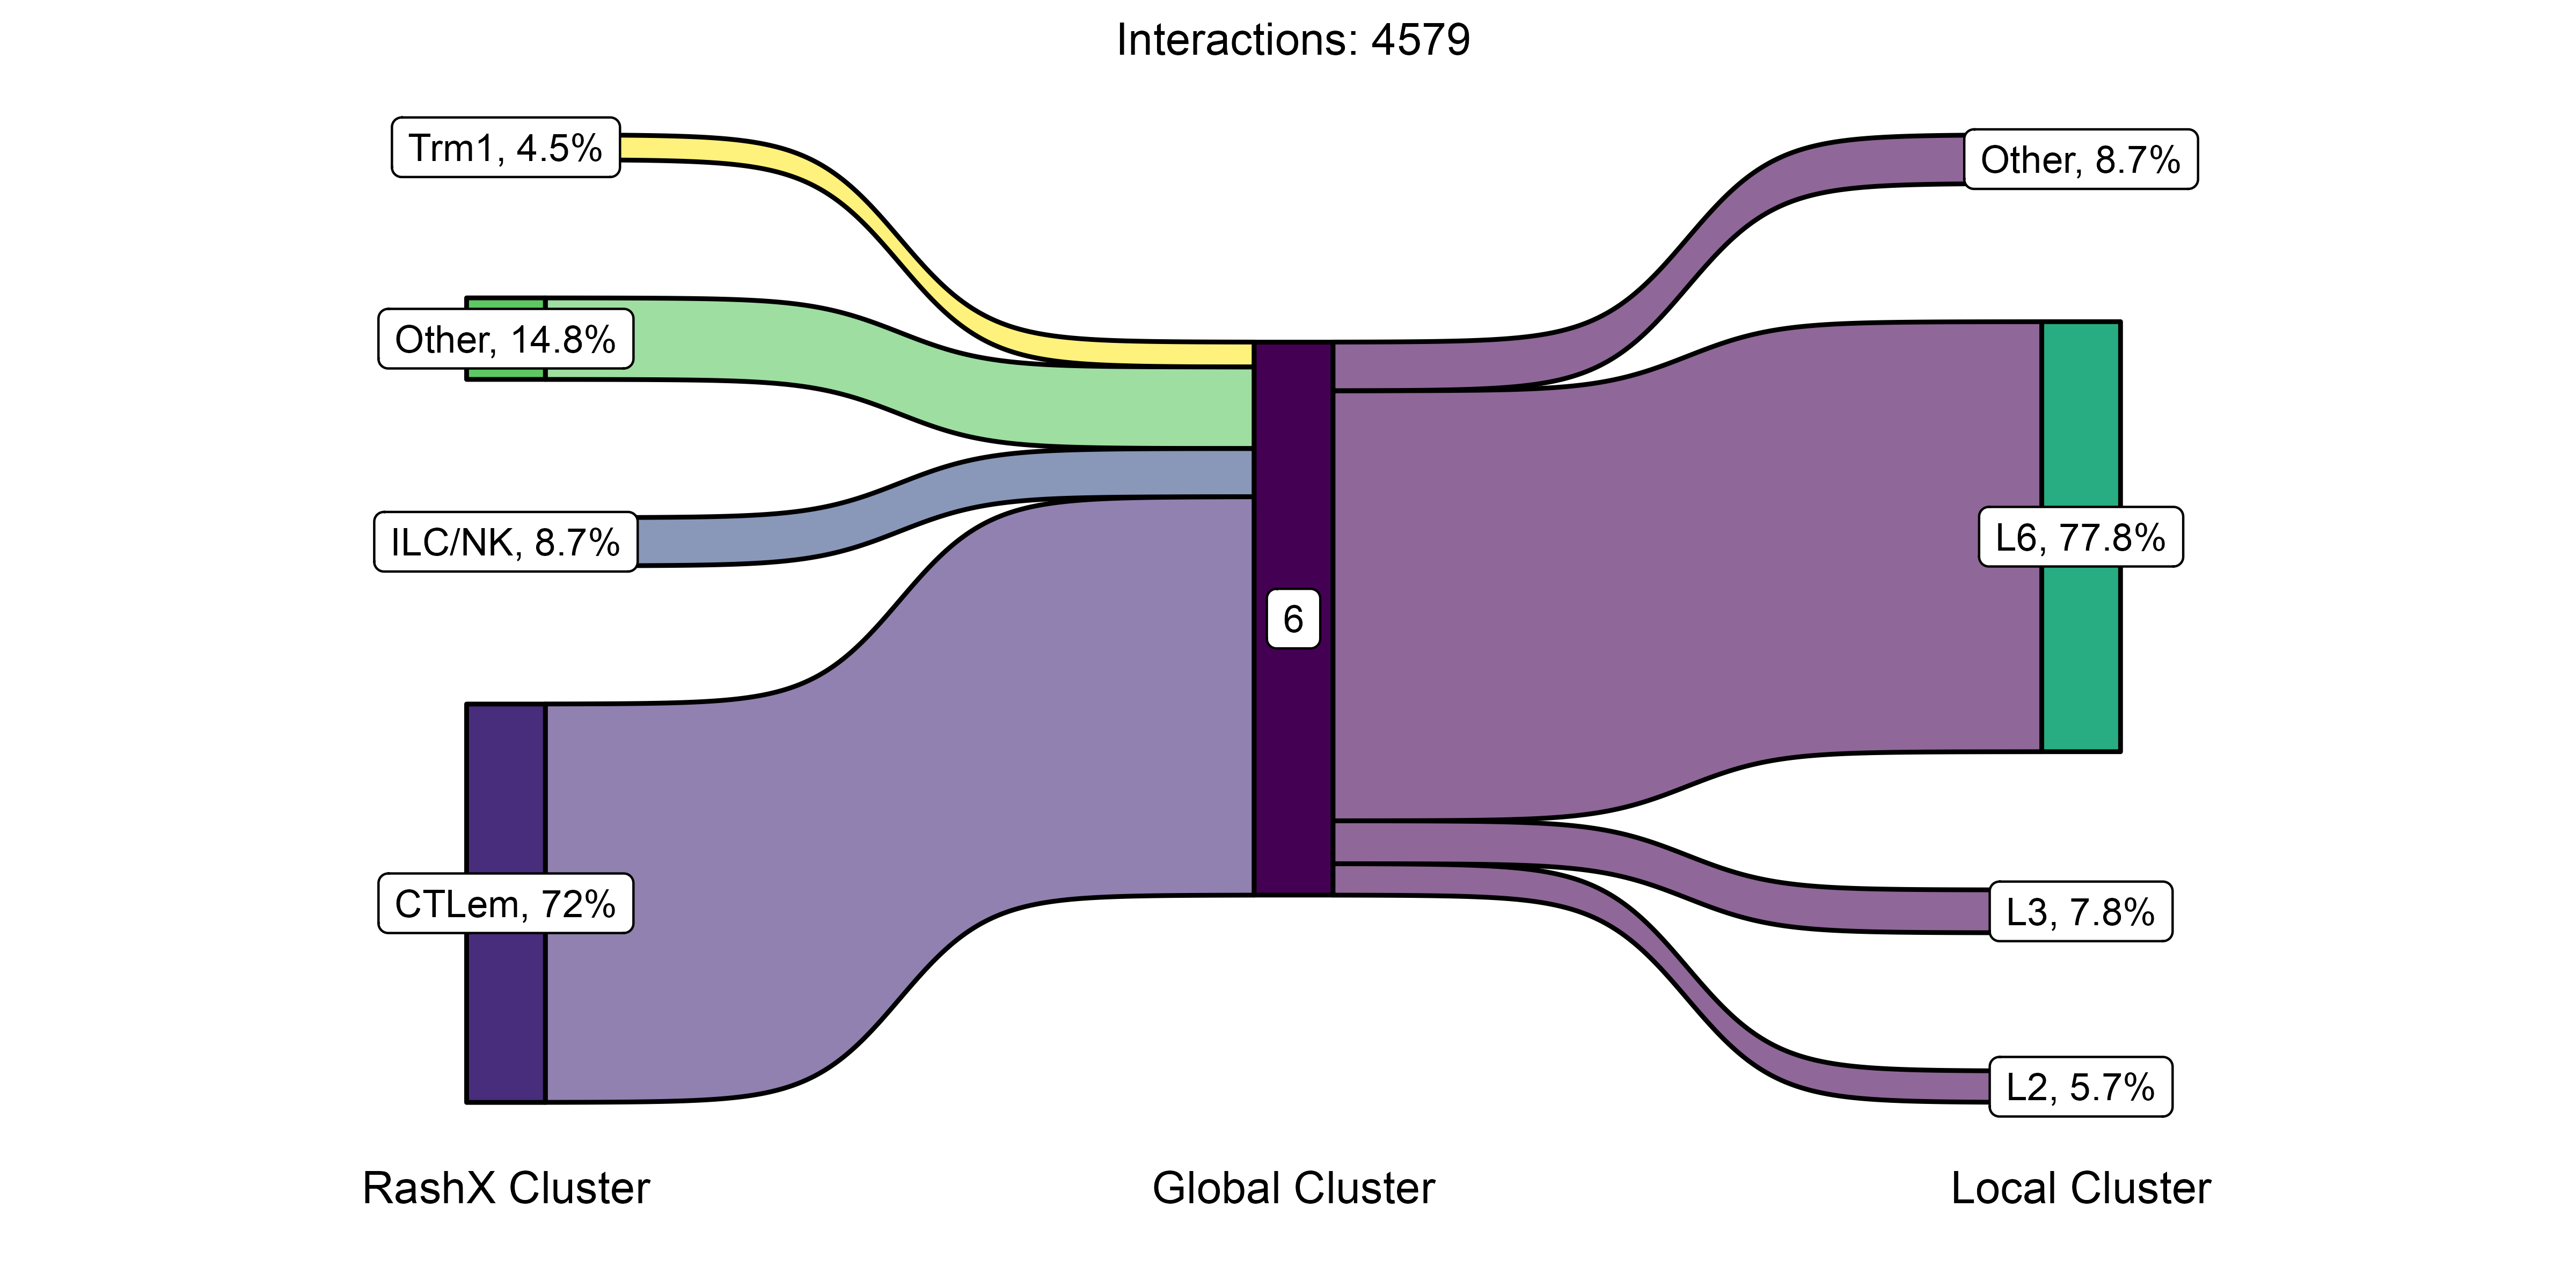 Interactions: 4579
Trm1, 4.5%
Other, 14.8%
ILC/NK, 8.7%
CTLem, 72%
6
Other, 8.7%
L6, 77.8%
L3, 7.8%
L2, 5.7%
RashX Cluster
Global Cluster
Local Cluster